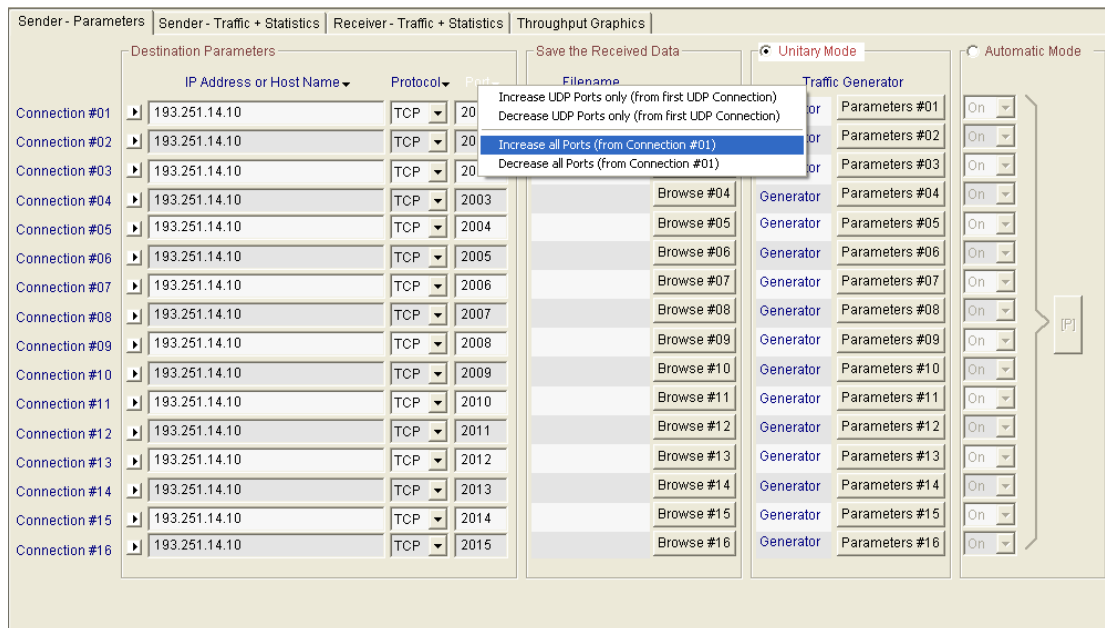 Sender - Parameters Sender - Traffic + Statistics Receiver - Traffic + Statistics Throughput Graphics
Destination Parameters Save the Received Data Unitary Mode Automatic Mode
IP Address or Host Name Protocol Port Filename Traffic Generator
Increase UDP Ports only (from first UDP Connection)
Decrease UDP Ports only (from first UDP Connection)
Increase all Ports (from Connection #01)
Decrease all Ports (from Connection #01)
Connection #01 193.251.14.10 TCP 20 or Parameters #01 On
Connection #02 193.251.14.10 TCP 20 or Parameters #02 On
Connection #03 193.251.14.10 TCP 20 or Parameters #03 On
Connection #04 193.251.14.10 TCP 2003 Browse #04 Generator Parameters #04 On
Connection #05 193.251.14.10 TCP 2004 Browse #05 Generator Parameters #05 On
Connection #06 193.251.14.10 TCP 2005 Browse #06 Generator Parameters #06 On
Connection #07 193.251.14.10 TCP 2006 Browse #07 Generator Parameters #07 On
Connection #08 193.251.14.10 TCP 2007 Browse #08 Generator Parameters #08 On
[P]
Connection #09 193.251.14.10 TCP 2008 Browse #09 Generator Parameters #09 On
Connection #10 193.251.14.10 TCP 2009 Browse #10 Generator Parameters #10 On
Connection #11 193.251.14.10 TCP 2010 Browse #11 Generator Parameters #11 On
Connection #12 193.251.14.10 TCP 2011 Browse #12 Generator Parameters #12 On
Connection #13 193.251.14.10 TCP 2012 Browse #13 Generator Parameters #13 On
Connection #14 193.251.14.10 TCP 2013 Browse #14 Generator Parameters #14 On
Connection #15 193.251.14.10 TCP 2014 Browse #15 Generator Parameters #15 On
Connection #16 193.251.14.10 TCP 2015 Browse #16 Generator Parameters #16 On